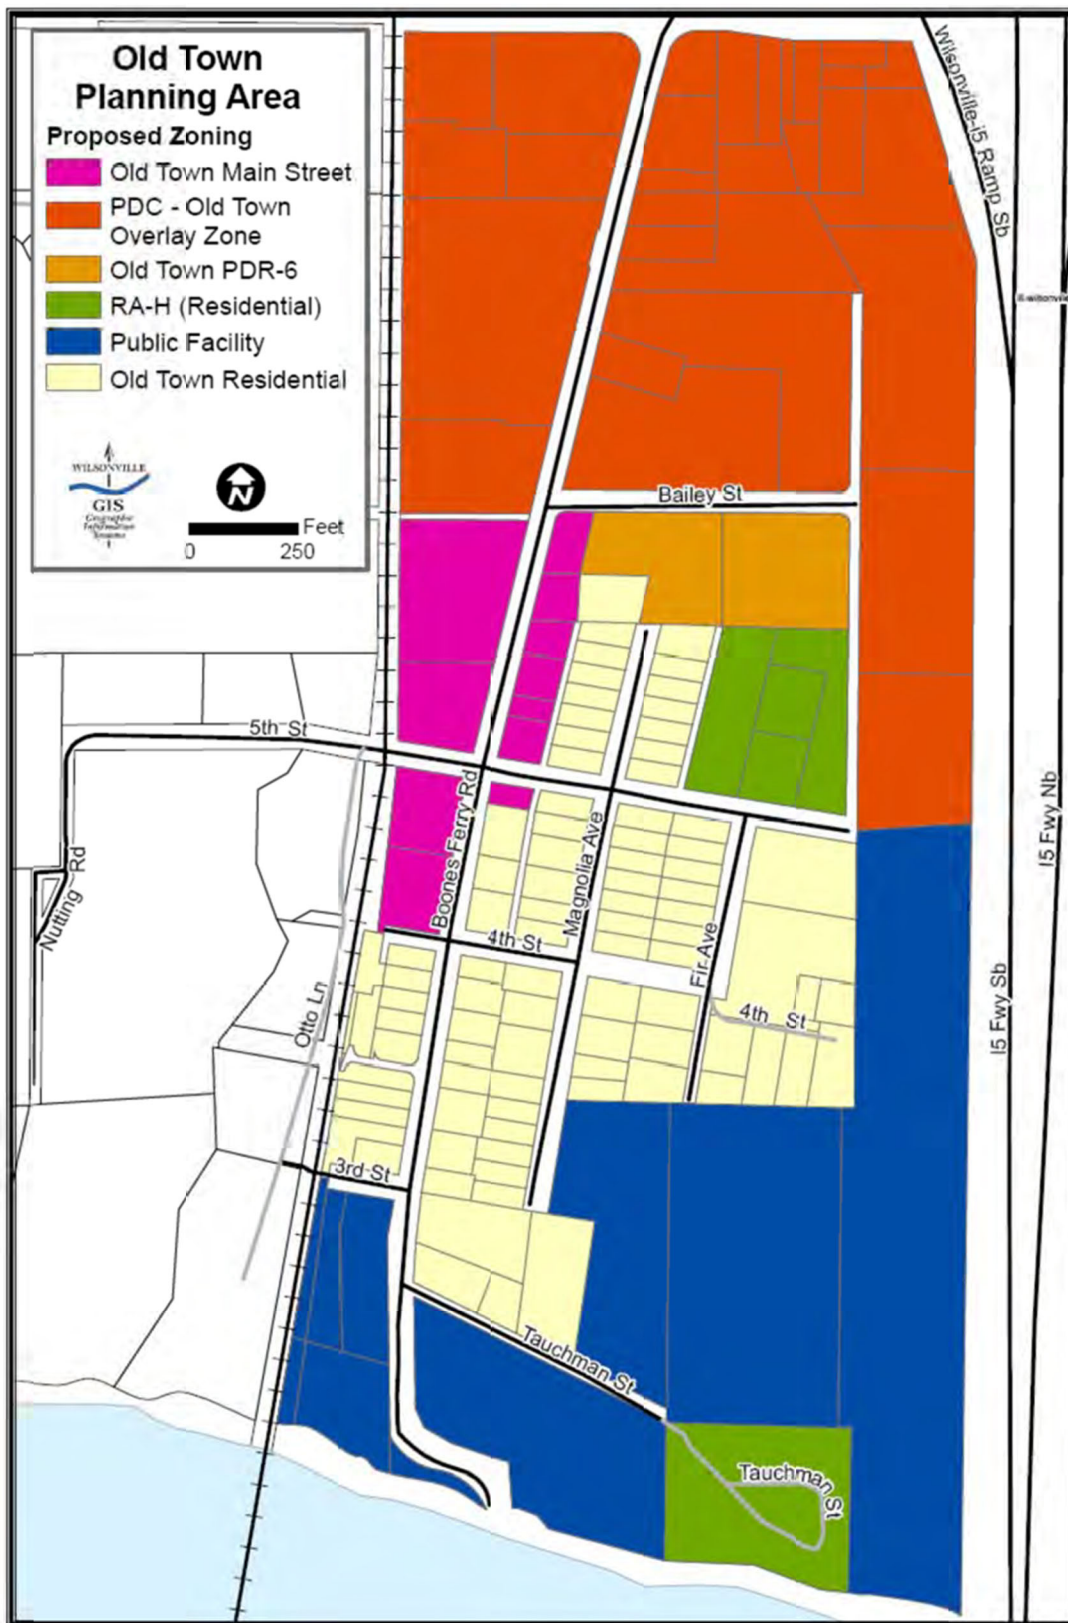 Old Town
Planning Area
Proposed Zoning
Old Town Main Street
PDC - Old Town
Overlay Zone
Old Town PDR-6
RA-H (Residential)
Public Facility
Old Town Residential
WILSONVILLE
GIS
Geographic
Information
Systems
N
Feet
0 250
Wilsonville-i5 Ramp Sb
Bailey St
5th St
Boones Ferry Rd
Magnolia Ave
Nutting Rd
I5 Fwy Nb
4th St
Fir Ave
I5 Fwy Sb
Otto Ln
4th St
3rd St
Tauchman St
Tauchman St